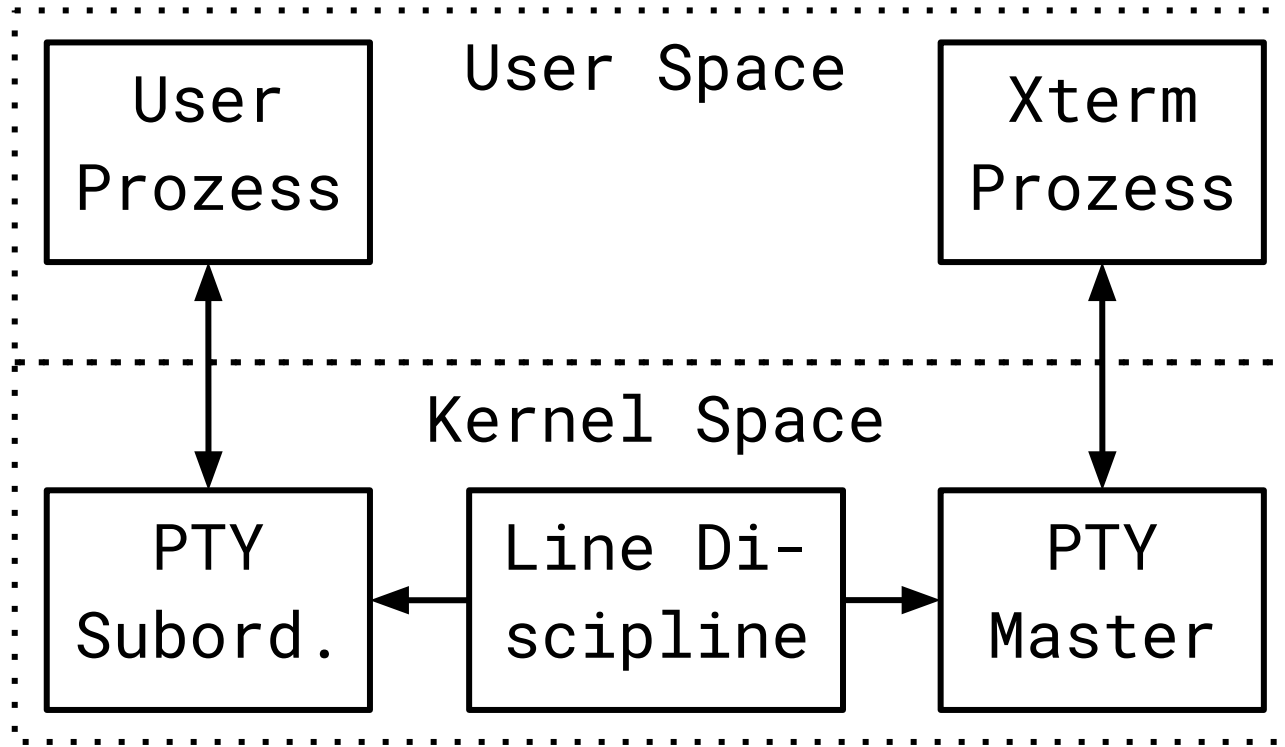 User Space
User
Prozess
Xterm
Prozess
Kernel Space
PTY
Subord.
Line Di-
scipline
PTY
Master